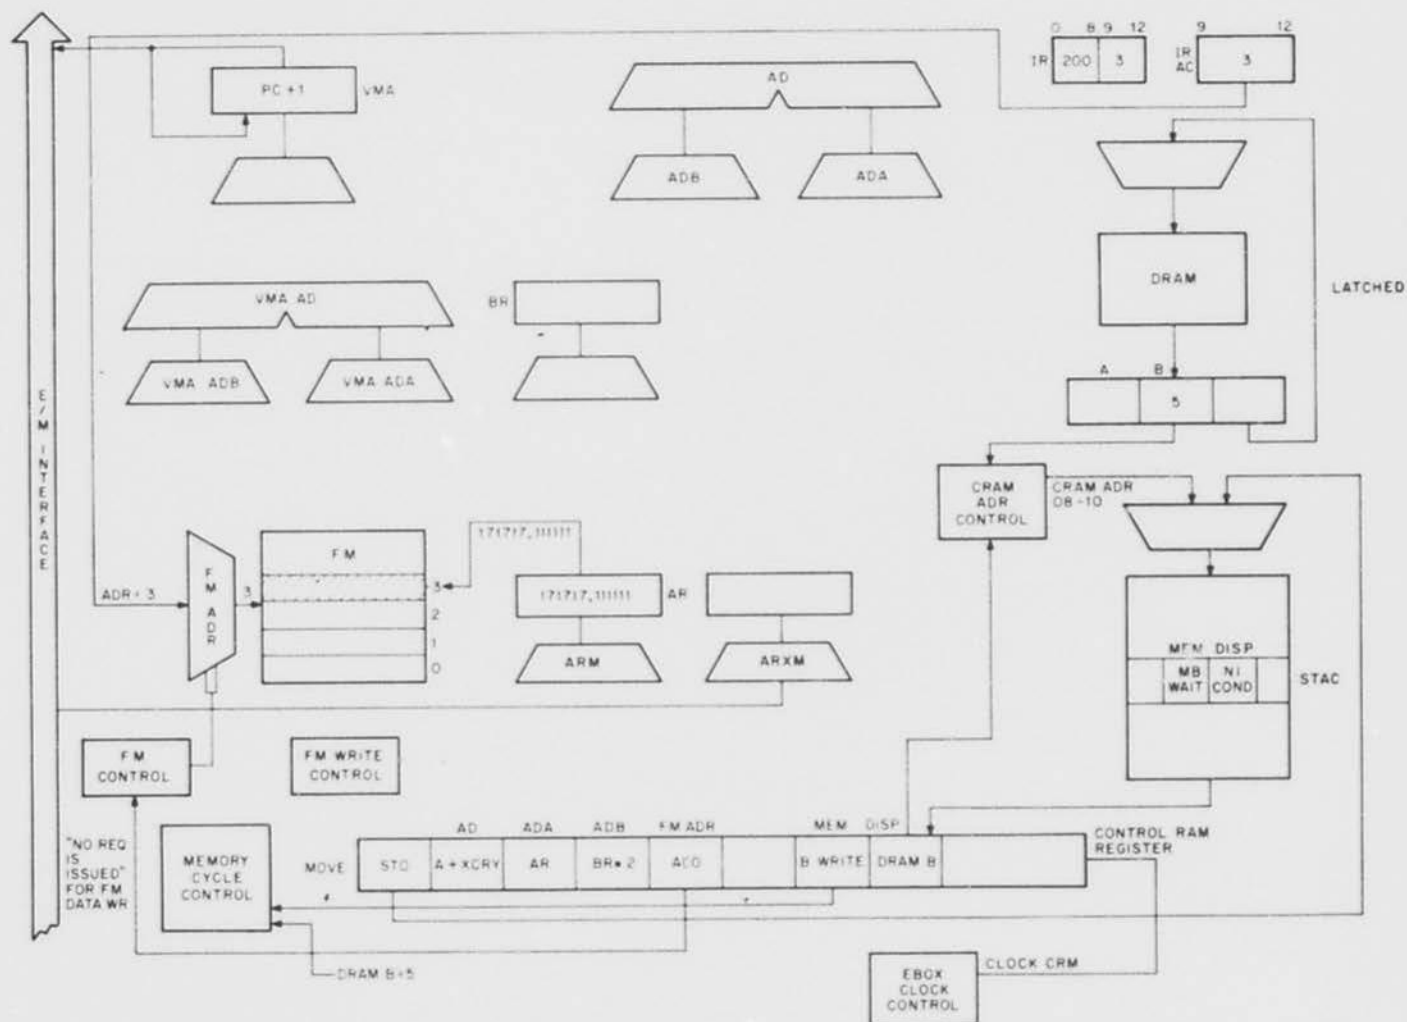 0 8 9 12
9 12
IR 200 3
IR AC 3
PC +1 VMA
AD
ADB ADA
DRAM
LATCHED
VMA AD
BR
VMA ADB VMA ADA
A B
5
E/M INTERFACE
CRAM ADR CONTROL
CRAM ADR 08-10
171717,111111
FM
FM ADR
ADR= 3
3
3
2
1
0
171717,111111 AR
ARM
ARXM
MEM DISP
MB WAIT
NI COND
STAC
FM CONTROL
FM WRITE CONTROL
"NO REQ IS ISSUED" FOR FM DATA WR
MEMORY CYCLE CONTROL
AD ADA ADB FM ADR MEM DISP
MOVE A+XCRY AR BR*2 AC0 B WRITE DRAM B
CONTROL RAM REGISTER
DRAM B=5
EBOX CLOCK CONTROL
CLOCK CRM